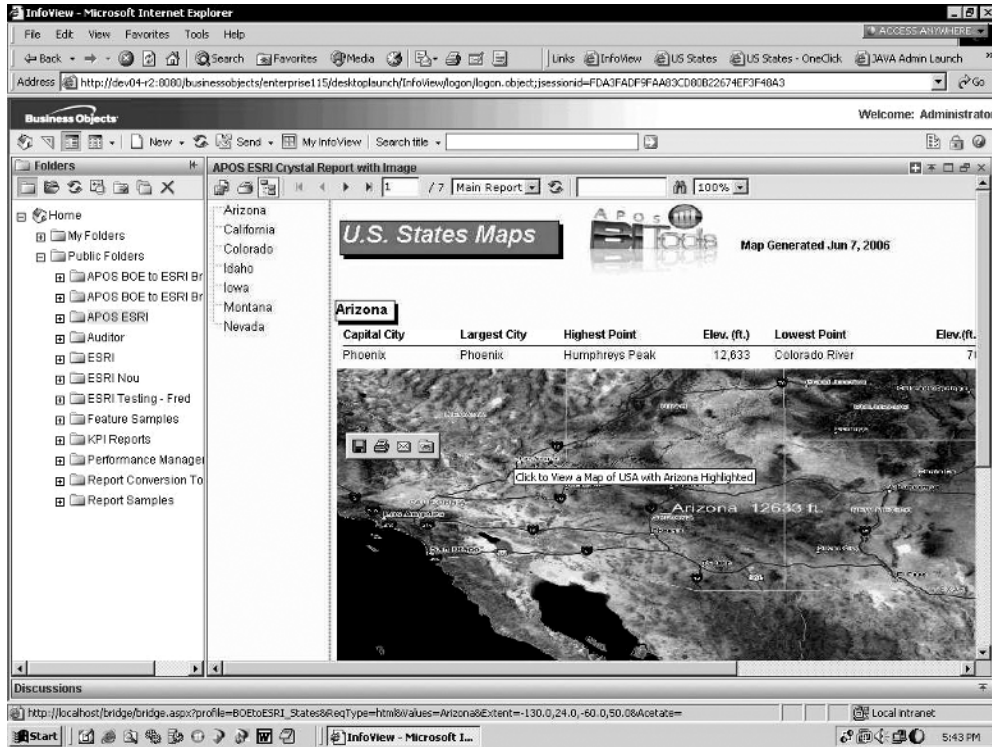 InfoView - Microsoft Internet Explorer
File Edit View Favorites Tools Help
ACCESS ANYWHERE
Back Search Favorites Media Links InfoView US States US States - OneClick JAVA Admin Launch
Address http://dev04-r2:8080/businessobjects/enterprise115/desktoplaunch/InfoView/logon/logon.object;jsessionid=FDA3FADF9FAA83CD80B22674EF3F48A3 Go
Business Objects Welcome: Administrator
New Send My InfoView Search title
Folders
APOS ESRI Crystal Report with Image
1 / 7 Main Report 100%
Home
My Folders
Public Folders
APOS BOE to ESRI Br
APOS BOE to ESRI Br
APOS ESRI
Auditor
ESRI
ESRI Nou
ESRI Testing - Fred
Feature Samples
KPI Reports
Performance Manager
Report Conversion To
Report Samples
Arizona
California
Colorado
Idaho
Iowa
Montana
Nevada
U.S. States Maps
APOS
BI Tools
Map Generated Jun 7, 2006
Arizona
Capital City Largest City Highest Point Elev. (ft.) Lowest Point Elev.(ft.
Phoenix Phoenix Humphreys Peak 12,633 Colorado River
Click to View a Map of USA with Arizona Highlighted
Arizona 12633 ft.
Los Angeles
San Diego
Discussions
http://localhost/bridge/bridge.aspx?profile=BOEtoESRI_States&ReqType=html&Values=Arizona&Extent=-130.0,24.0,-60.0,50.0&Acetate= Local intranet
Start InfoView - Microsoft I... 5:43 PM